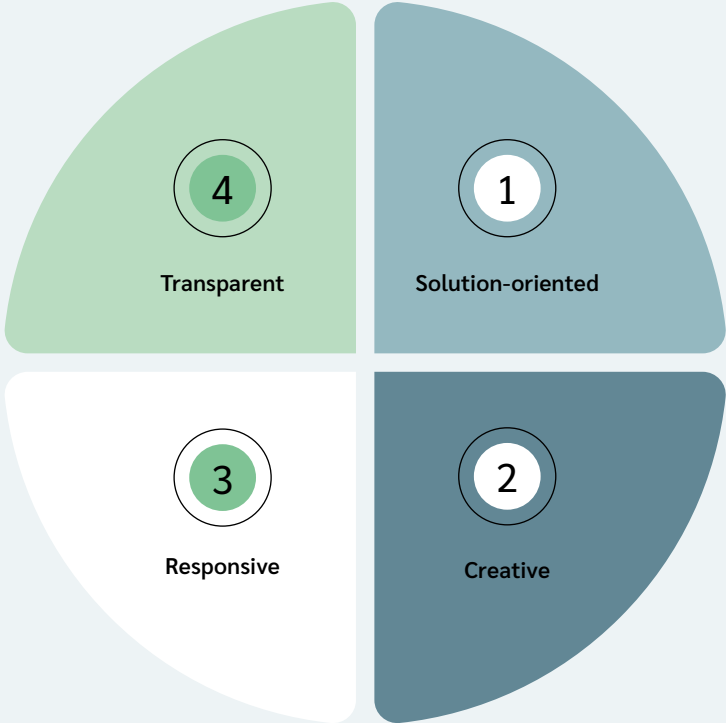 4
1
Transparent
Solution-oriented
3
2
Responsive
Creative